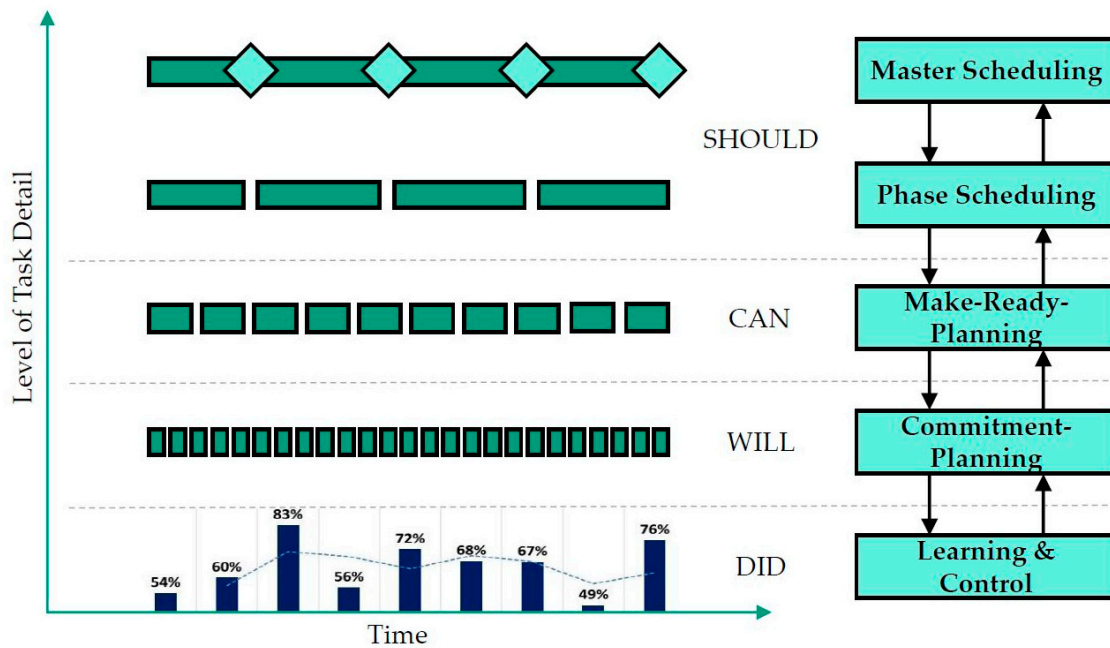 Level of Task Detail
Master Scheduling
SHOULD
Phase Scheduling
CAN
Make-Ready-
Planning
WILL
Commitment-
Planning
54%
60%
83%
56%
72%
68%
67%
49%
76%
DID
Learning &
Control
Time